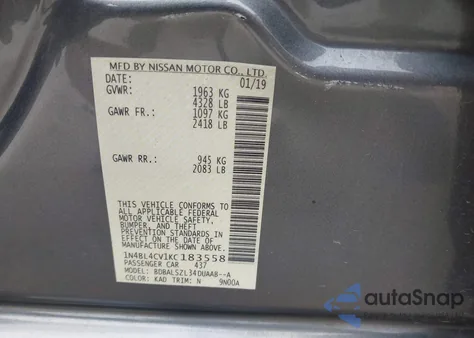 MFD BY NISSAN MOTOR CO., LTD.
DATE: 01/19
GVWR: 1963 KG
4328 LB
GAWR FR: 1097 KG
2418 LB
GAWR RR: 945 KG
2083 LB
THIS VEHICLE CONFORMS TO
ALL APPLICABLE FEDERAL
MOTOR VEHICLE SAFETY,
BUMPER, AND THEFT
PREVENTION STANDARDS IN
EFFECT ON THE DATE OF
MANUFACTURE SHOWN ABOVE.
1N4BL4CV1KC183558
PASSENGER CAR 437
MODEL: BDBALSZL34DUAAB--A
COLOR: KAD TRIM: N 9N00A
autoSnap
Search & Find